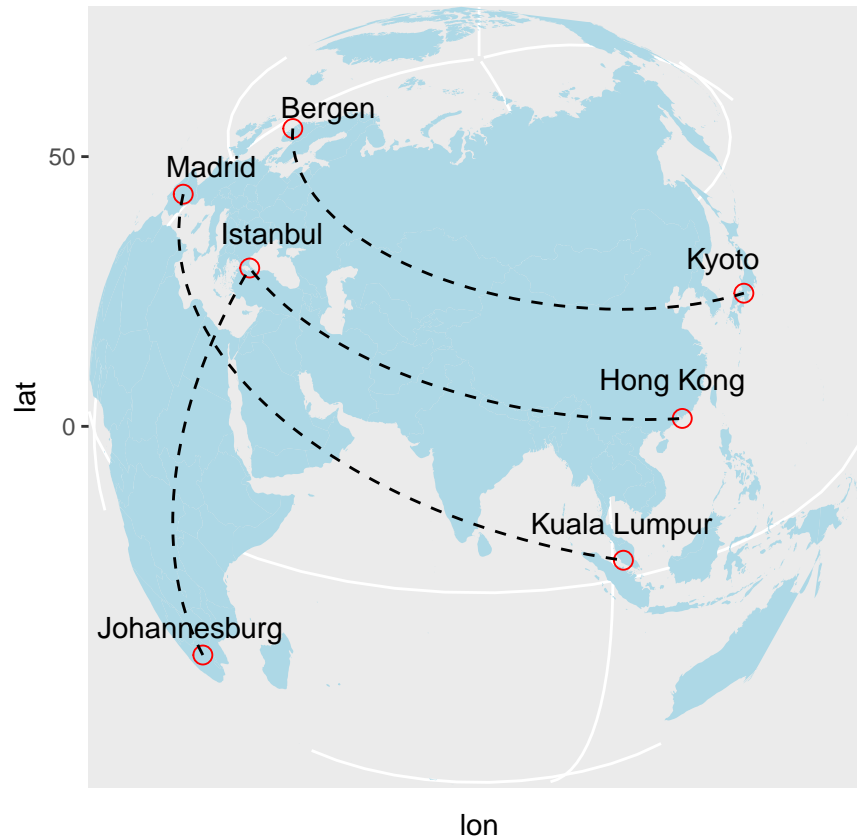 Bergen
50
Madrid
Istanbul
Kyoto
Hong Kong
lat
0
Kuala Lumpur
Johannesburg
lon